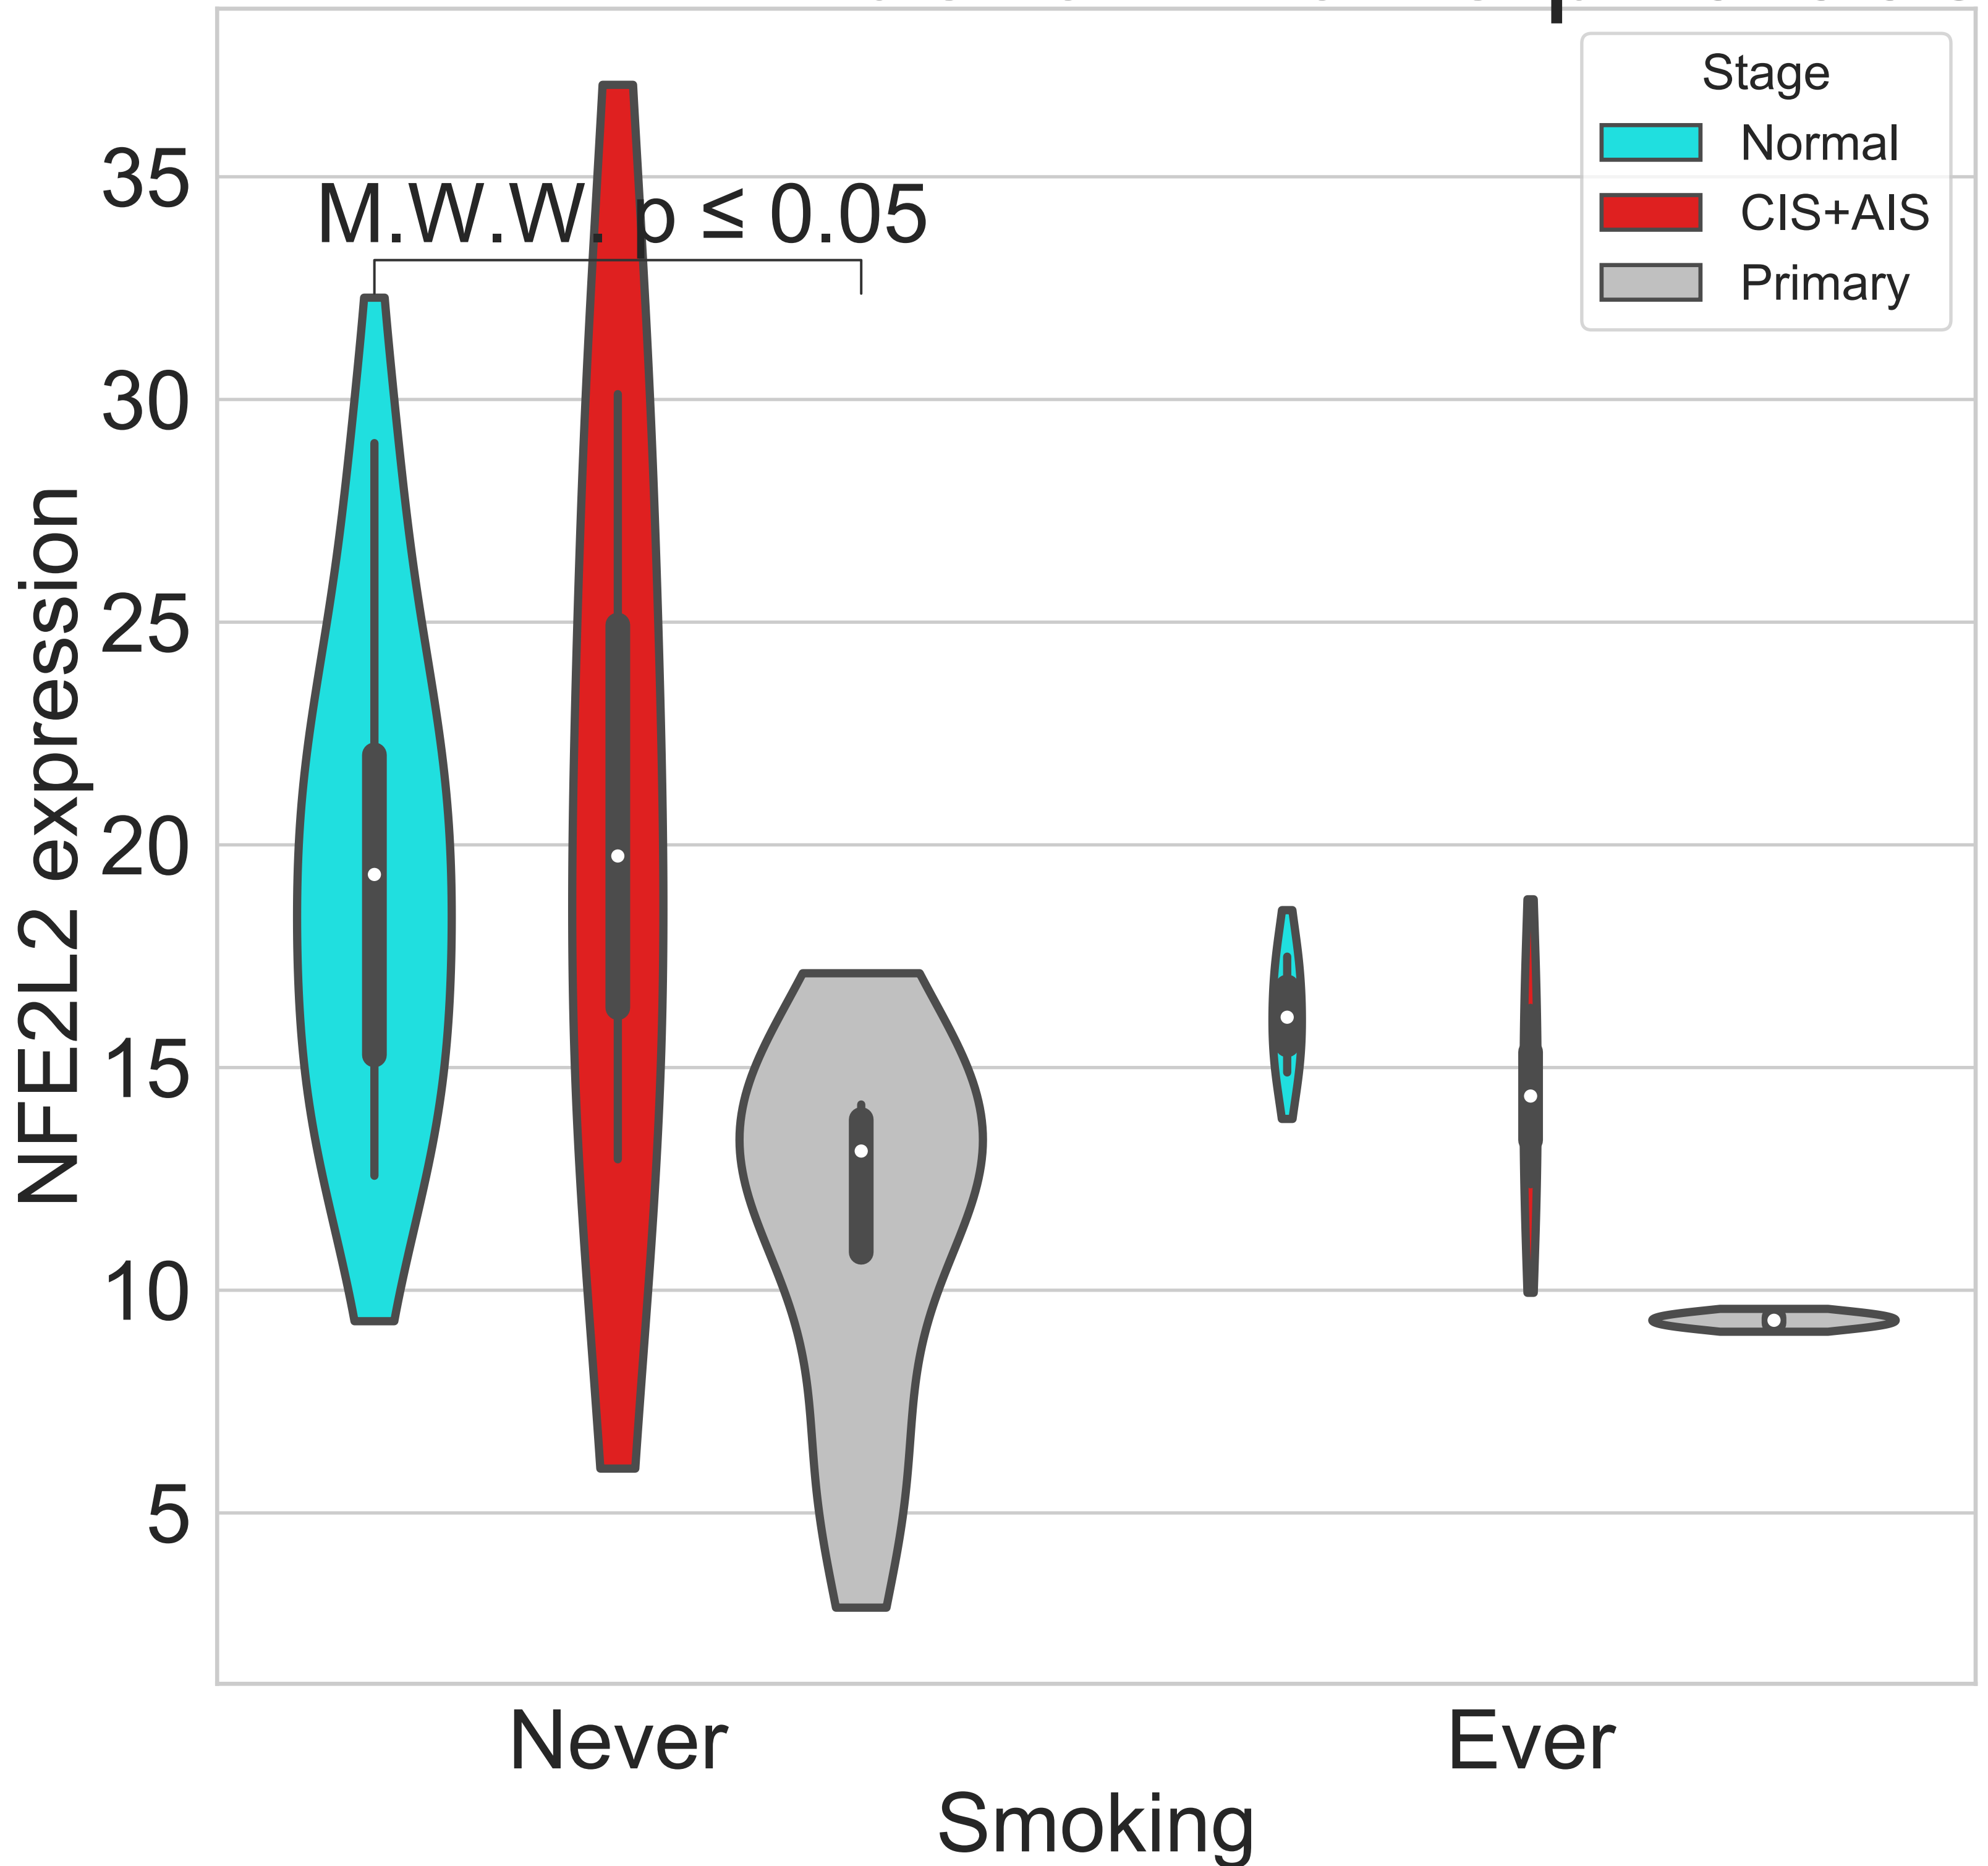 Stage
Normal
CIS+AIS
Primary
M.W.W. p ≤ 0.05
35
30
25
20
15
10
5
NFE2L2 expression
Never
Ever
Smoking